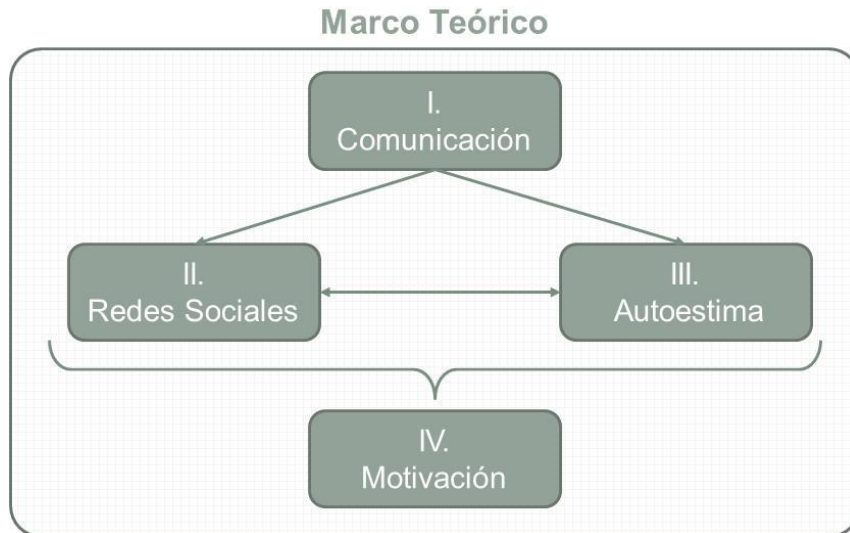 Marco Teórico
I.
Comunicación
II.
Redes Sociales
III.
Autoestima
IV.
Motivación